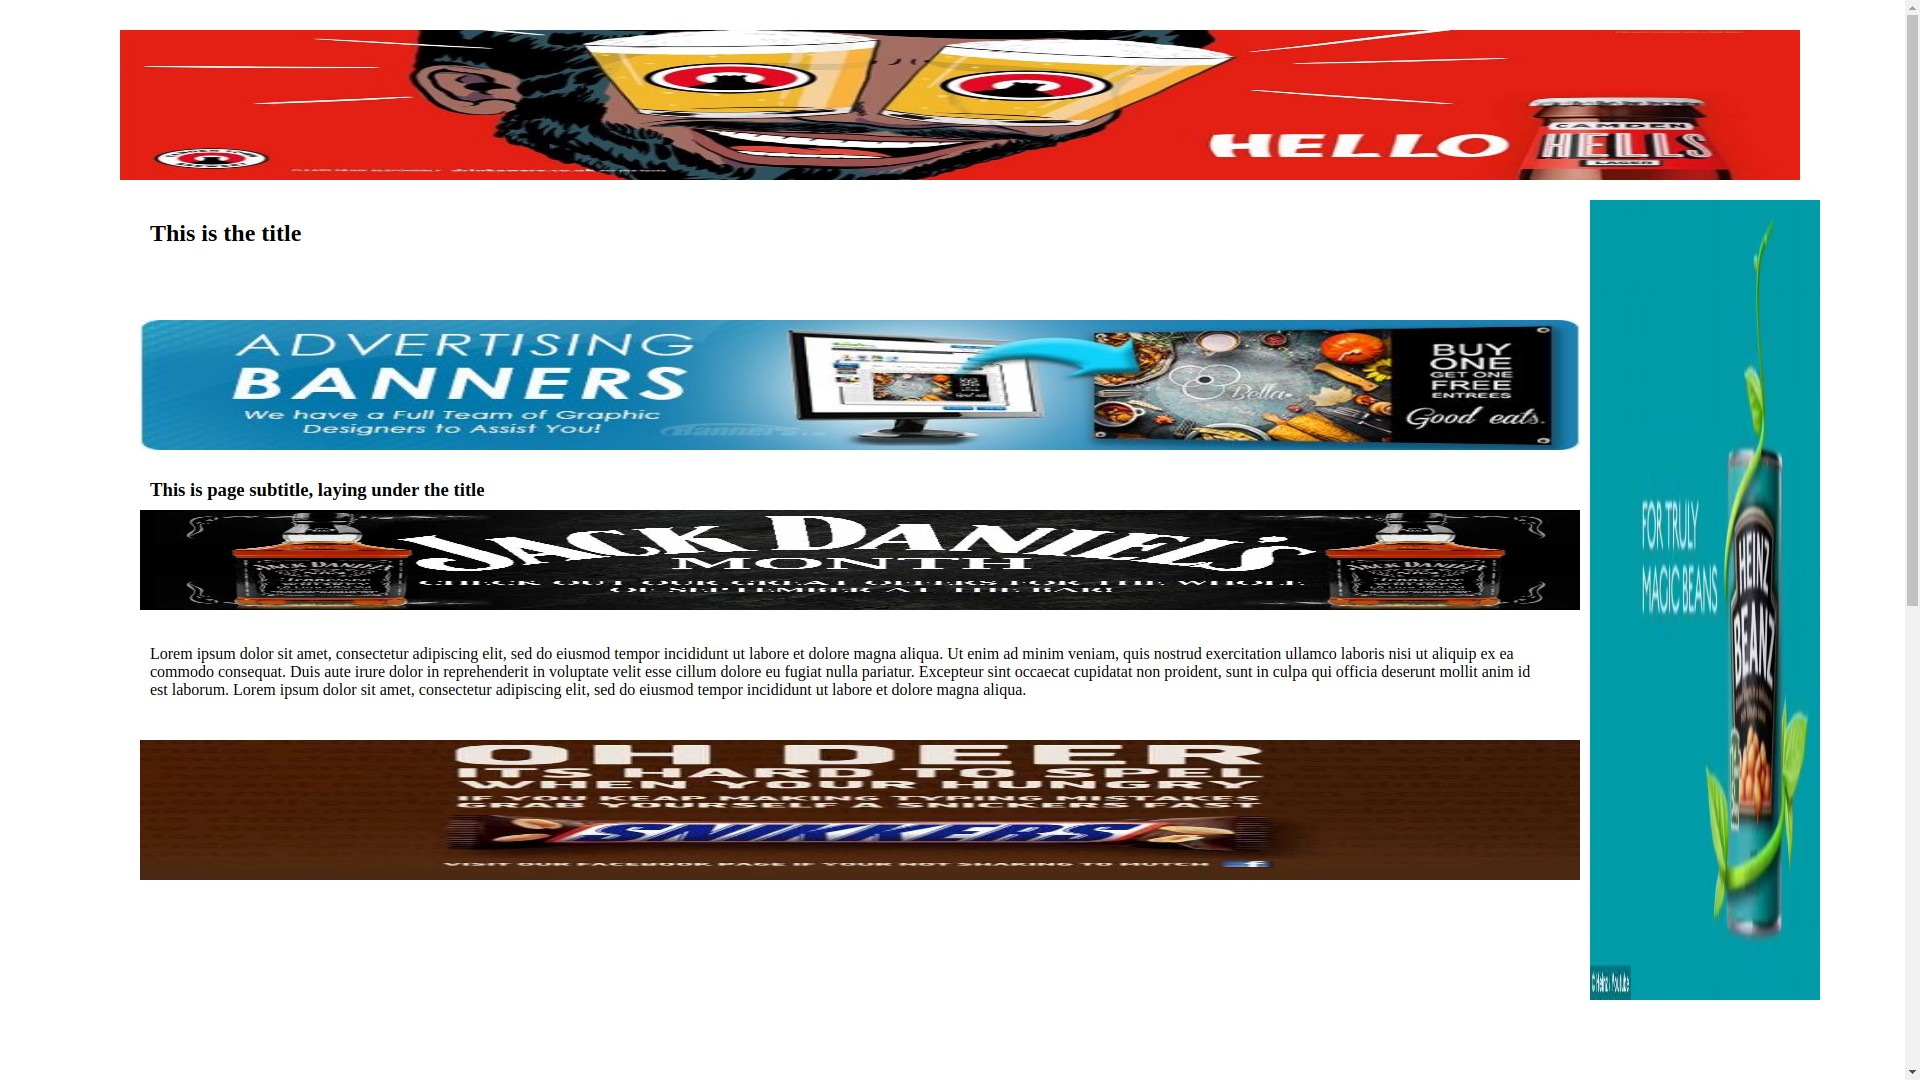 HELLO
CAMDEN
HELLS
LAGER
This is the title
ADVERTISING
BANNERS
We have a Full Team of Graphic
Designers to Assist You!
Bella
BUY
ONE
GET ONE
FREE
ENTREES
Good eats.
This is page subtitle, laying under the title
JACK DANIEL'S
MONTH
CHECK OUT OUR GREAT OFFERS FOR THE WHOLE
OF SEPTEMBER AT THE BAR!
JACK DANIEL'S
JACK DANIEL'S
Lorem ipsum dolor sit amet, consectetur adipiscing elit, sed do eiusmod tempor incididunt ut labore et dolore magna aliqua. Ut enim ad minim veniam, quis nostrud exercitation ullamco laboris nisi ut aliquip ex ea
commodo consequat. Duis aute irure dolor in reprehenderit in voluptate velit esse cillum dolore eu fugiat nulla pariatur. Excepteur sint occaecat cupidatat non proident, sunt in culpa qui officia deserunt mollit anim id
est laborum. Lorem ipsum dolor sit amet, consectetur adipiscing elit, sed do eiusmod tempor incididunt ut labore et dolore magna aliqua.
OH DEER
ITS HARD TO SPEL
WHEN YOUR HUNGRY
IF YOU KEAP MAKING TYPING MISTAKES
GRAB YOURSELF A SNICKERS FAST
SNIKKERS
VISIT OUR FACEBOOK PAGE IF YOUR NOT SHARING TO MUTCH
FOR TRULY
MAGIC BEANS
HEINZ
BEANZ
© Heinz / Youtube